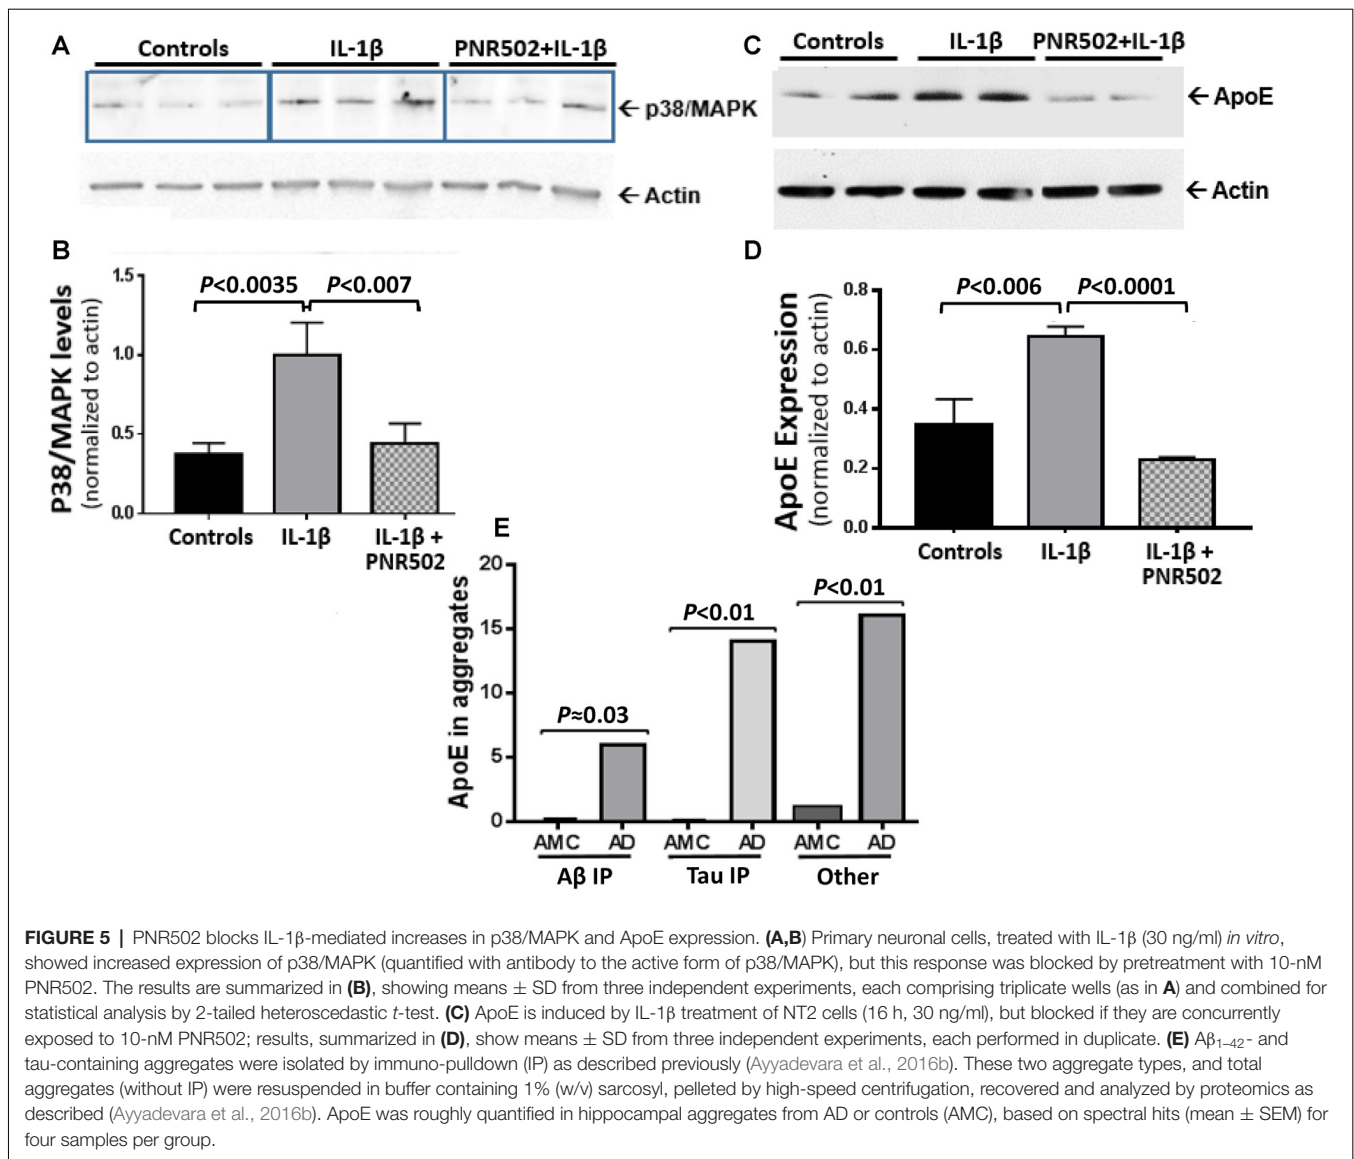 A
Controls
IL-1β
PNR502+IL-1β
← p38/MAPK
← Actin
C
Controls
IL-1β
PNR502+IL-1β
← ApoE
← Actin
B
P38/MAPK levels
(normalized to actin)
1.5
1.0
0.5
0.0
P<0.0035
P<0.007
Controls
IL-1β
IL-1β +
PNR502
D
ApoE Expression
(normalized to actin)
0.8
0.6
0.4
0.2
0.0
P<0.006
P<0.0001
Controls
IL-1β
IL-1β +
PNR502
E
ApoE in aggregates
20
15
10
5
0
P≈0.03
P<0.01
P<0.01
AMC
AD
AMC
AD
AMC
AD
Aβ IP
Tau IP
Other
FIGURE 5 | PNR502 blocks IL-1β-mediated increases in p38/MAPK and ApoE expression. (A,B) Primary neuronal cells, treated with IL-1β (30 ng/ml) in vitro,
showed increased expression of p38/MAPK (quantified with antibody to the active form of p38/MAPK), but this response was blocked by pretreatment with 10-nM
PNR502. The results are summarized in (B), showing means ± SD from three independent experiments, each comprising triplicate wells (as in A) and combined for
statistical analysis by 2-tailed heteroscedastic t-test. (C) ApoE is induced by IL-1β treatment of NT2 cells (16 h, 30 ng/ml), but blocked if they are concurrently
exposed to 10-nM PNR502; results, summarized in (D), show means ± SD from three independent experiments, each performed in duplicate. (E) Aβ1–42- and
tau-containing aggregates were isolated by immuno-pulldown (IP) as described previously (Ayyadevara et al., 2016b). These two aggregate types, and total
aggregates (without IP) were resuspended in buffer containing 1% (w/v) sarcosyl, pelleted by high-speed centrifugation, recovered and analyzed by proteomics as
described (Ayyadevara et al., 2016b). ApoE was roughly quantified in hippocampal aggregates from AD or controls (AMC), based on spectral hits (mean ± SEM) for
four samples per group.